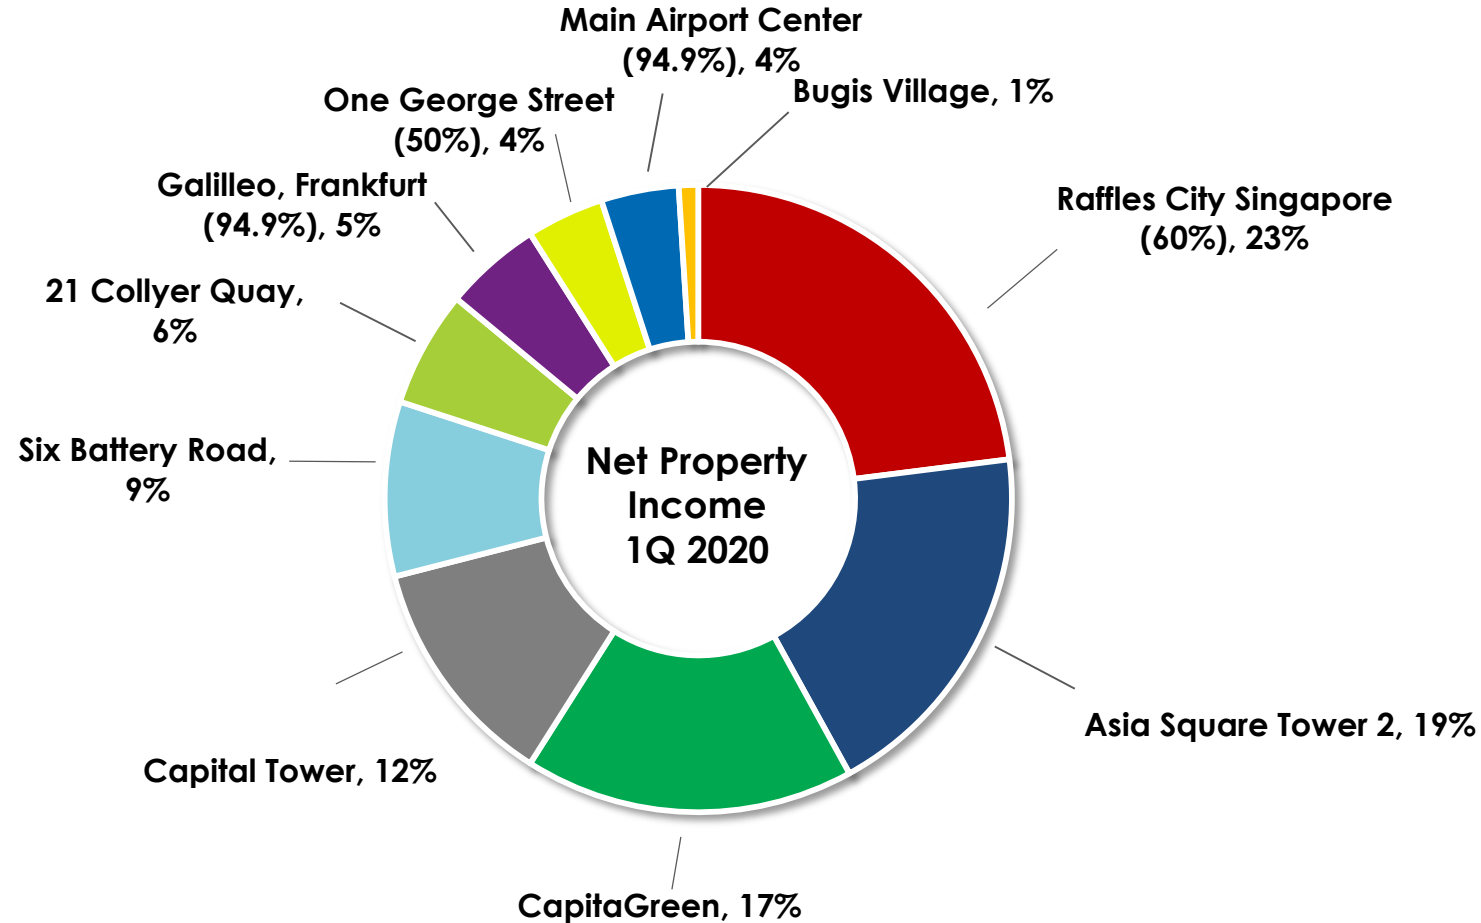 Main Airport Center
(94.9%), 4%
Bugis Village, 1%
One George Street
(50%), 4%
Galilleo, Frankfurt
(94.9%), 5%
Raffles City Singapore
(60%), 23%
21 Collyer Quay,
6%
Six Battery Road,
9%
Net Property
Income
1Q 2020
Asia Square Tower 2, 19%
Capital Tower, 12%
CapitaGreen, 17%